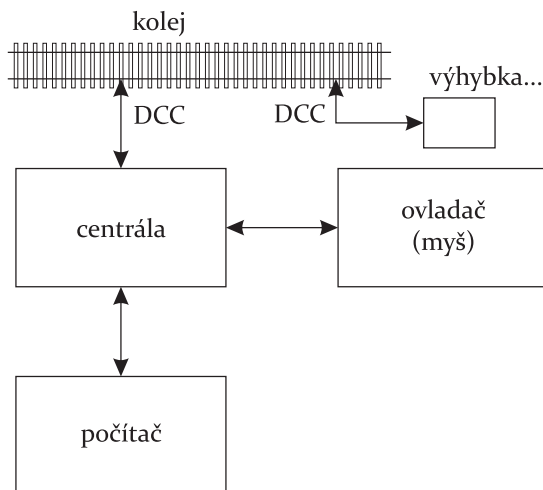 kolej
výhybka...
DCC
DCC
centrála
ovladač
(myš)
počítač